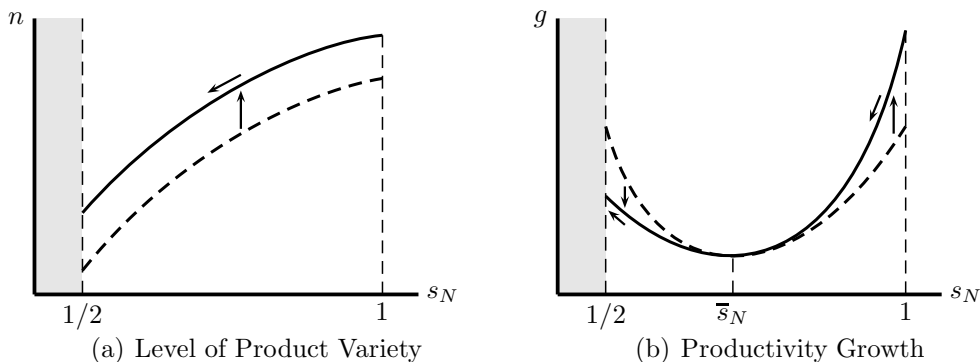 n
s_N
1/2
1
(a) Level of Product Variety
g
s_N
1/2
s̅_N
1
(b) Productivity Growth